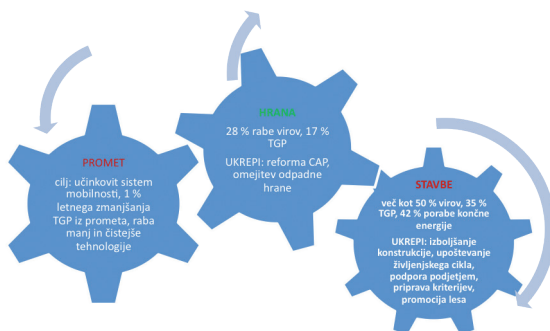 PROMET
cilj: učinkovit sistem
mobilnosti, 1 %
letnega zmanjšanja
TGP iz prometa, raba
manj in čistejše
tehnologije
HRANA
28 % rabe virov, 17 %
TGP
UKREPI: reforma CAP,
omejitev odpadne
hrane
STAVBE
več kot 50 % virov, 35 %
TGP, 42 % porabe končne
energije
UKREPI: izboljšanje
konstrukcije, upoštevanje
življenjskega cikla,
podpora podjetjem,
priprava kriterijev,
promocija lesa